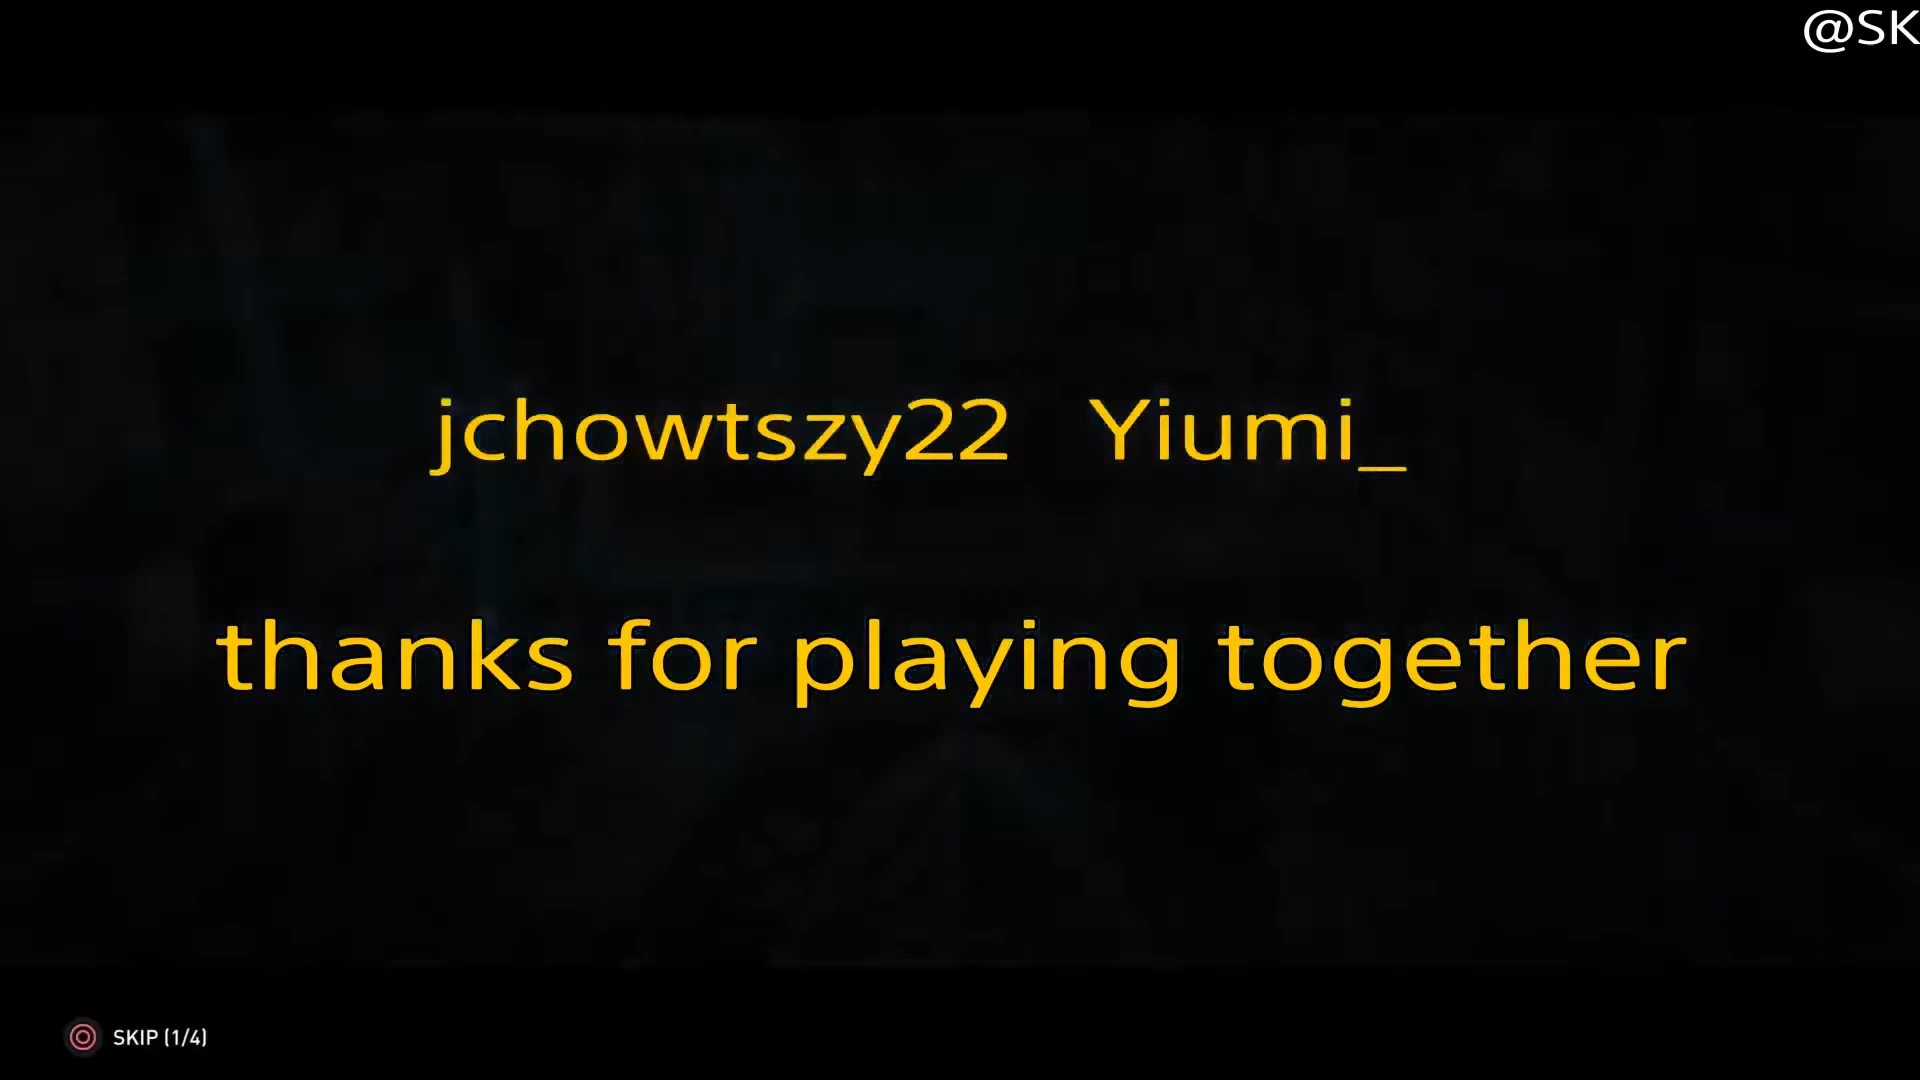 @SK
jchowtszy22 Yiumi_
thanks for playing together
SKIP (1/4)